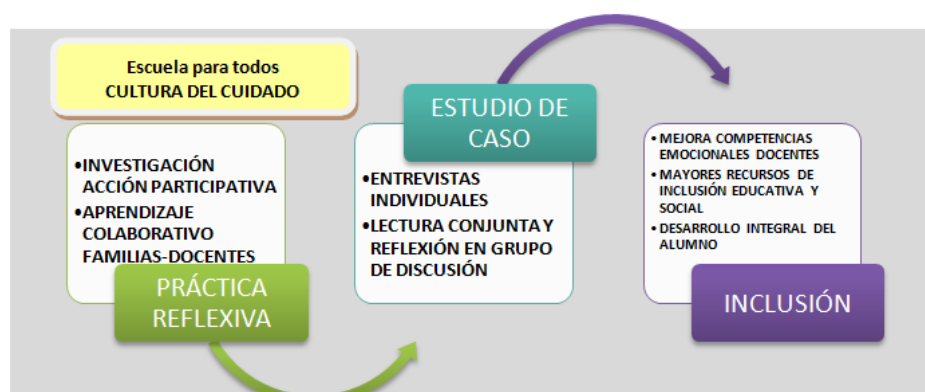 Escuela para todos
CULTURA DEL CUIDADO
•INVESTIGACIÓN
ACCIÓN PARTICIPATIVA
•APRENDIZAJE
COLABORATIVO
FAMILIAS-DOCENTES
PRÁCTICA
REFLEXIVA
ESTUDIO DE
CASO
•ENTREVISTAS
INDIVIDUALES
•LECTURA CONJUNTA Y
REFLEXIÓN EN GRUPO
DE DISCUSIÓN
• MEJORA COMPETENCIAS
EMOCIONALES DOCENTES
• MAYORES RECURSOS DE
INCLUSIÓN EDUCATIVA Y
SOCIAL
• DESARROLLO INTEGRAL DEL
ALUMNO
INCLUSIÓN